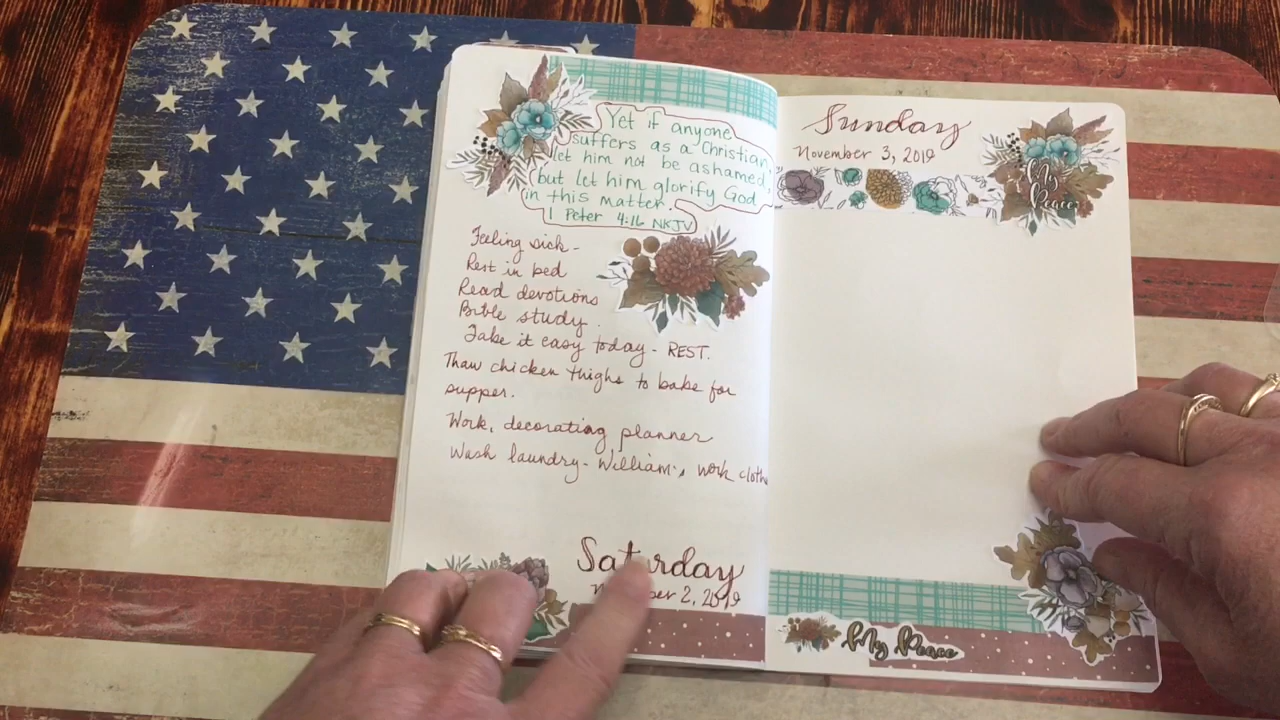 Yet if anyone
suffers as a Christian,
let him not be ashamed,
but let him glorify God
in this matter.
1 Peter 4:16 NKJV
Feeling sick -
Rest in bed
Read devotions
Bible study
Take it easy today - REST.
Thaw chicken thighs to bake for
supper.
Work, decorating planner
Wash laundry - William's, work
Saturday
2, 2019
Sunday
November 3, 2019
My
Peace
My Peace